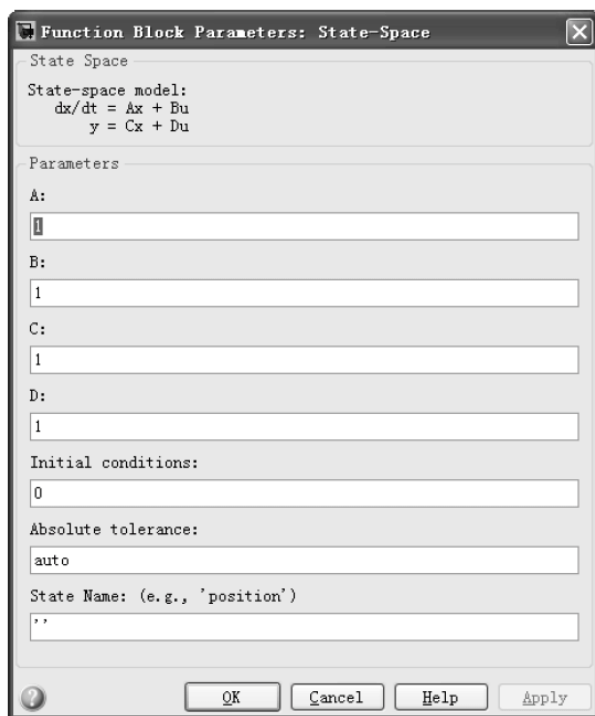 Function Block Parameters: State-Space
State Space
State-space model:
dx/dt = Ax + Bu
y = Cx + Du
Parameters
A:
1
B:
1
C:
1
D:
1
Initial conditions:
0
Absolute tolerance:
auto
State Name: (e.g., 'position')
''
OK Cancel Help Apply